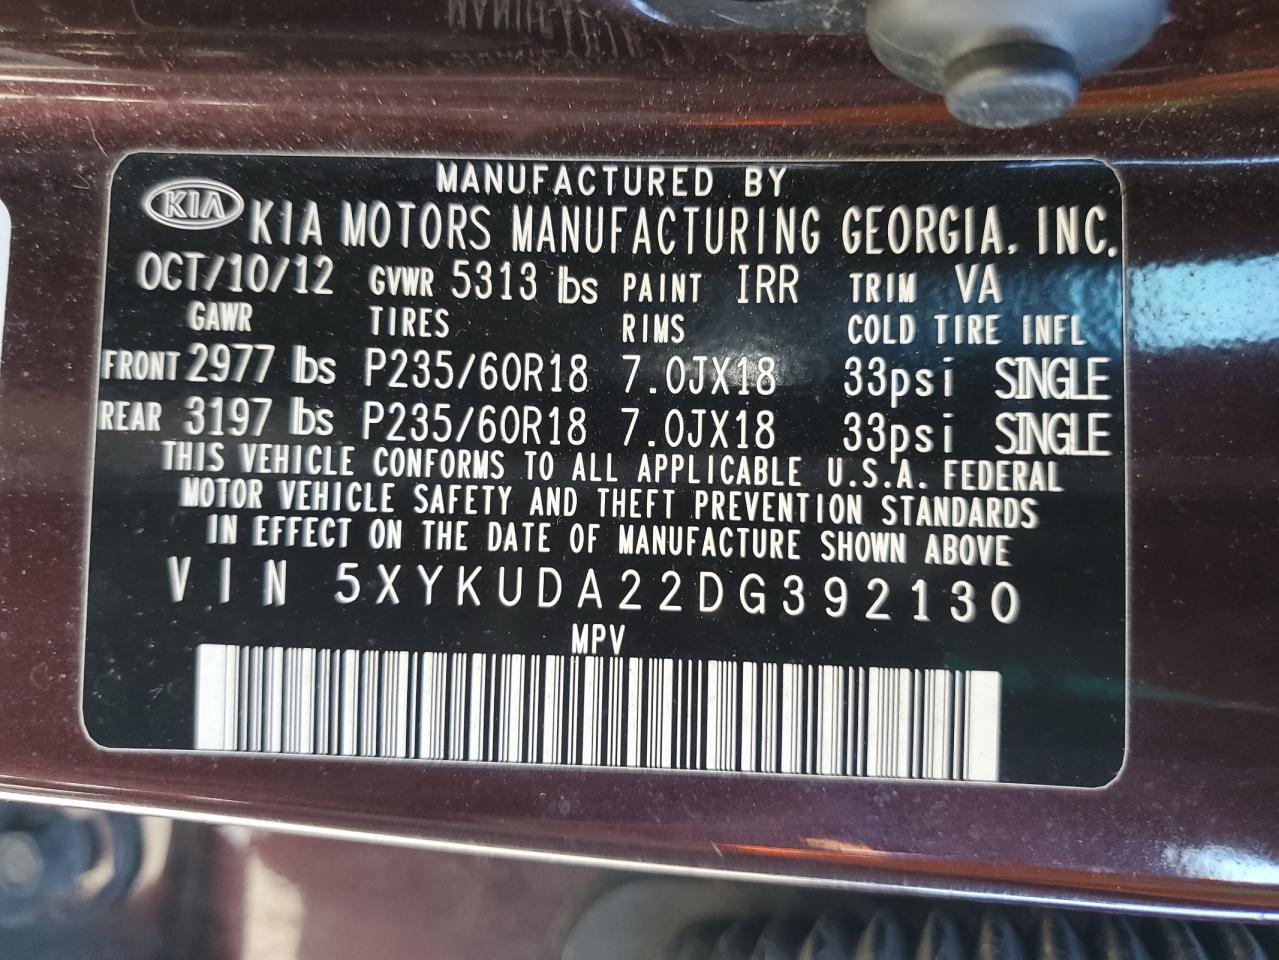 MANUFACTURED BY
KIA KIA MOTORS MANUFACTURING GEORGIA, INC.
OCT/10/12 GVWR 5313 lbs PAINT IRR TRIM VA
GAWR TIRES RIMS COLD TIRE INFL
FRONT 2977 lbs P235/60R18 7.0JX18 33psi SINGLE
REAR 3197 lbs P235/60R18 7.0JX18 33psi SINGLE
THIS VEHICLE CONFORMS TO ALL APPLICABLE U.S.A. FEDERAL
MOTOR VEHICLE SAFETY AND THEFT PREVENTION STANDARDS
IN EFFECT ON THE DATE OF MANUFACTURE SHOWN ABOVE
VIN 5XYKUDA22DG392130
MPV